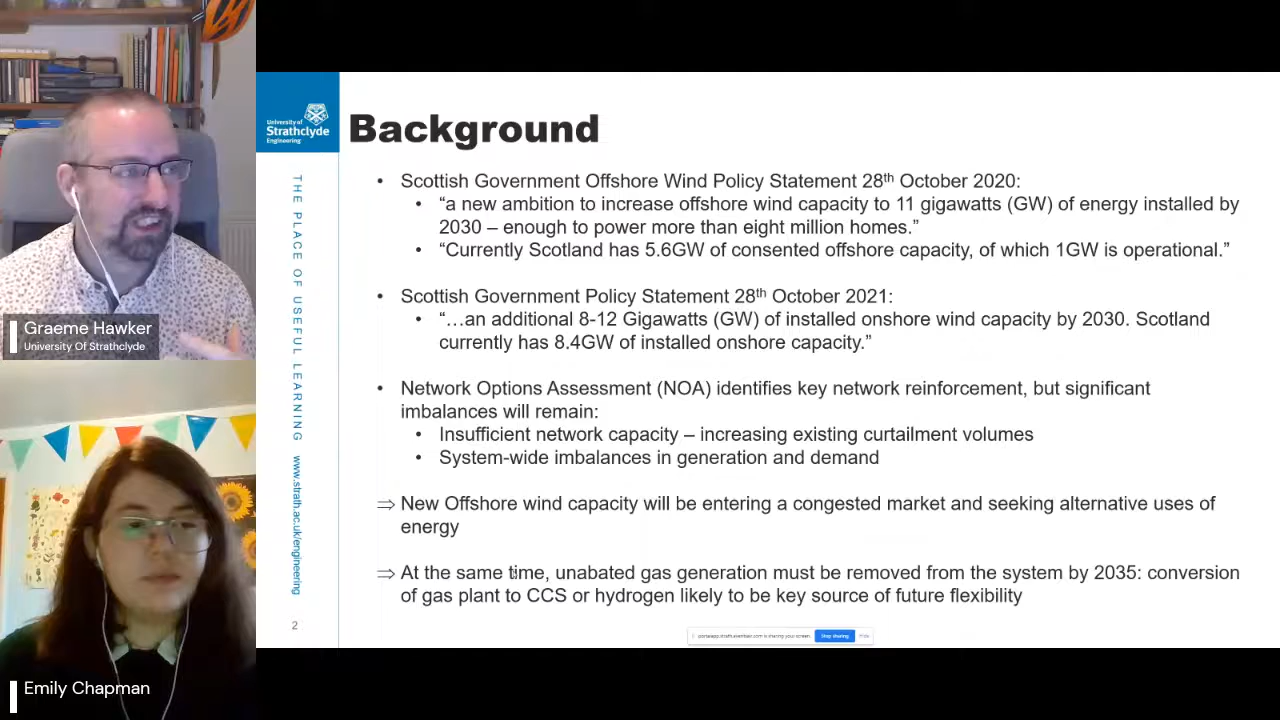 University of
Strathclyde
Engineering
Background
• Scottish Government Offshore Wind Policy Statement 28th October 2020:
• “a new ambition to increase offshore wind capacity to 11 gigawatts (GW) of energy installed by
2030 – enough to power more than eight million homes.”
• “Currently Scotland has 5.6GW of consented offshore capacity, of which 1GW is operational.”
• Scottish Government Policy Statement 28th October 2021:
• “…an additional 8-12 Gigawatts (GW) of installed onshore wind capacity by 2030. Scotland
currently has 8.4GW of installed onshore capacity.”
• Network Options Assessment (NOA) identifies key network reinforcement, but significant
imbalances will remain:
• Insufficient network capacity – increasing existing curtailment volumes
• System-wide imbalances in generation and demand
⇒ New Offshore wind capacity will be entering a congested market and seeking alternative uses of
energy
⇒ At the same time, unabated gas generation must be removed from the system by 2035: conversion
of gas plant to CCS or hydrogen likely to be key source of future flexibility
THE PLACE OF USEFUL LEARNING
www.strath.ac.uk/engineering
2
is sharing your screen.
Stop sharing
Hide
Graeme Hawker
University Of Strathclyde
Emily Chapman